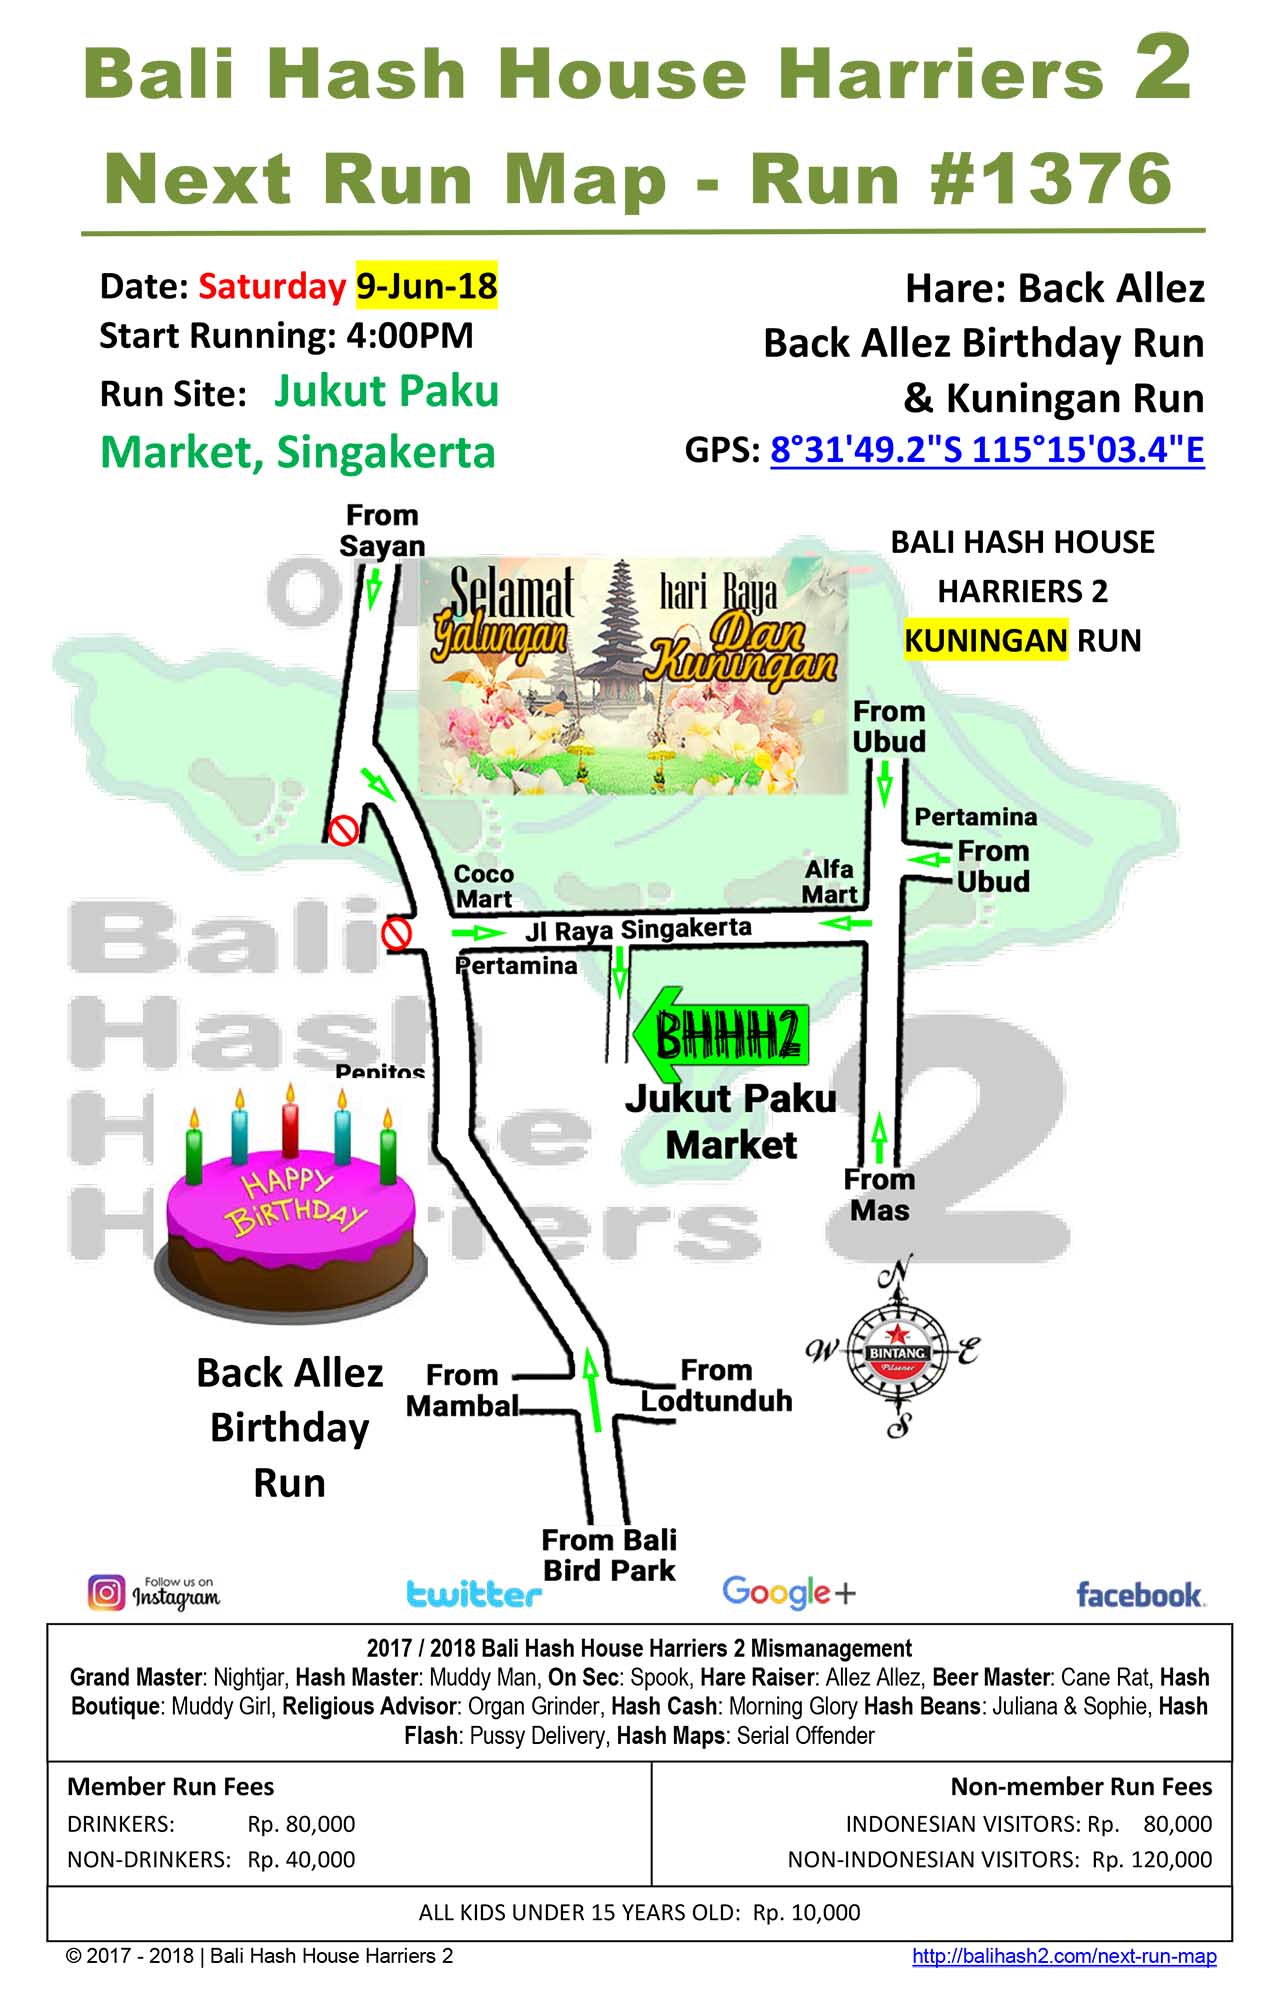 Bali Hash House Harriers 2
Next Run Map - Run #1376
Date: Saturday 9-Jun-18
Start Running: 4:00PM
Run Site: Jukut Paku
Market, Singakerta
Hare: Back Allez
Back Allez Birthday Run
& Kuningan Run
GPS: 8°31'49.2"S 115°15'03.4"E
From
Sayan
Selamat hari Raya
Galungan Dan
Kuningan
BALI HASH HOUSE
HARRIERS 2
KUNINGAN RUN
From
Ubud
Pertamina
From
Ubud
Coco
Mart
Alfa
Mart
Jl Raya Singakerta
Pertamina
BHHH2
Jukut Paku
Market
Pepitos
Bali
Hash
Harriers
2
HAPPY
BIRTHDAY
From
Mas
N
W
E
S
BINTANG
Pilsener
Back Allez
Birthday
Run
From
Mambal
From
Lodtunduh
From Bali
Bird Park
Follow us on
Instagram
twitter
Google+
facebook
2017 / 2018 Bali Hash House Harriers 2 Mismanagement
Grand Master: Nightjar, Hash Master: Muddy Man, On Sec: Spook, Hare Raiser: Allez Allez, Beer Master: Cane Rat, Hash
Boutique: Muddy Girl, Religious Advisor: Organ Grinder, Hash Cash: Morning Glory Hash Beans: Juliana & Sophie, Hash
Flash: Pussy Delivery, Hash Maps: Serial Offender
Member Run Fees
DRINKERS: Rp. 80,000
NON-DRINKERS: Rp. 40,000
Non-member Run Fees
INDONESIAN VISITORS: Rp. 80,000
NON-INDONESIAN VISITORS: Rp. 120,000
ALL KIDS UNDER 15 YEARS OLD: Rp. 10,000
© 2017 - 2018 | Bali Hash House Harriers 2
http://balihash2.com/next-run-map